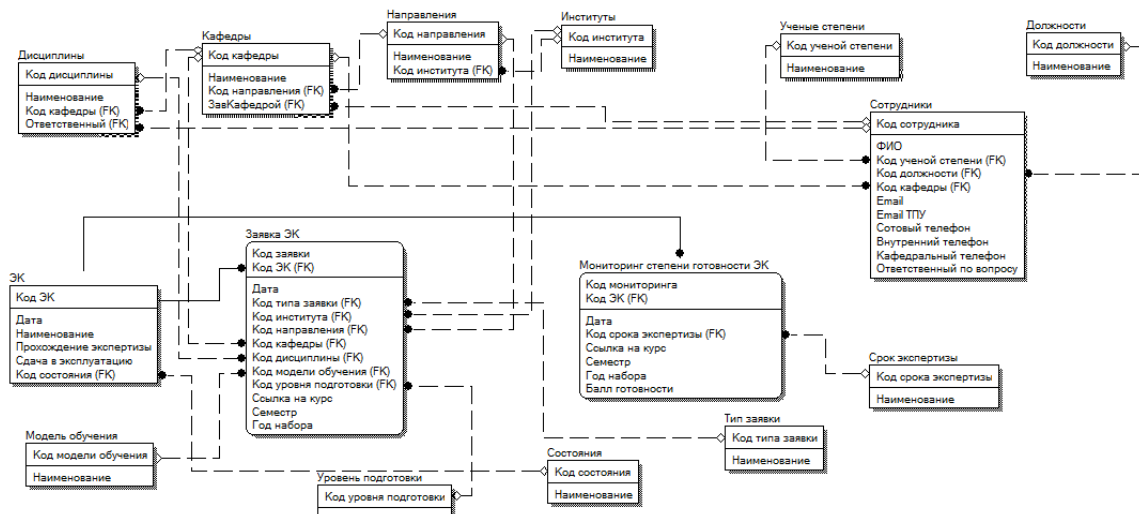 Дисциплины
Код дисциплины
Наименование
Код кафедры (FK)
Ответственный (FK)
Кафедры
Код кафедры
Наименование
Код направления (FK)
ЗавКафедрой (FK)
Направления
Код направления
Наименование
Код института (FK)
Институты
Код института
Наименование
Ученые степени
Код ученой степени
Наименование
Должности
Код должности
Наименование
Сотрудники
Код сотрудника
ФИО
Код ученой степени (FK)
Код должности (FK)
Код кафедры (FK)
Email
Email ТПУ
Сотовый телефон
Внутренний телефон
Кафедральный телефон
Ответственный по вопросу
ЭК
Код ЭК
Дата
Наименование
Прохождение экспертизы
Сдача в эксплуатацию
Код состояния (FK)
Заявка ЭК
Код заявки
Код ЭК (FK)
Дата
Код типа заявки (FK)
Код института (FK)
Код направления (FK)
Код кафедры (FK)
Код дисциплины (FK)
Код модели обучения (FK)
Код уровня подготовки (FK)
Ссылка на курс
Семестр
Год набора
Мониторинг степени готовности ЭК
Код мониторинга
Код ЭК (FK)
Дата
Код срока экспертизы (FK)
Ссылка на курс
Семестр
Год набора
Балл готовности
Срок экспертизы
Код срока экспертизы
Наименование
Тип заявки
Код типа заявки
Наименование
Модель обучения
Код модели обучения
Наименование
Состояния
Код состояния
Наименование
Уровень подготовки
Код уровня подготовки